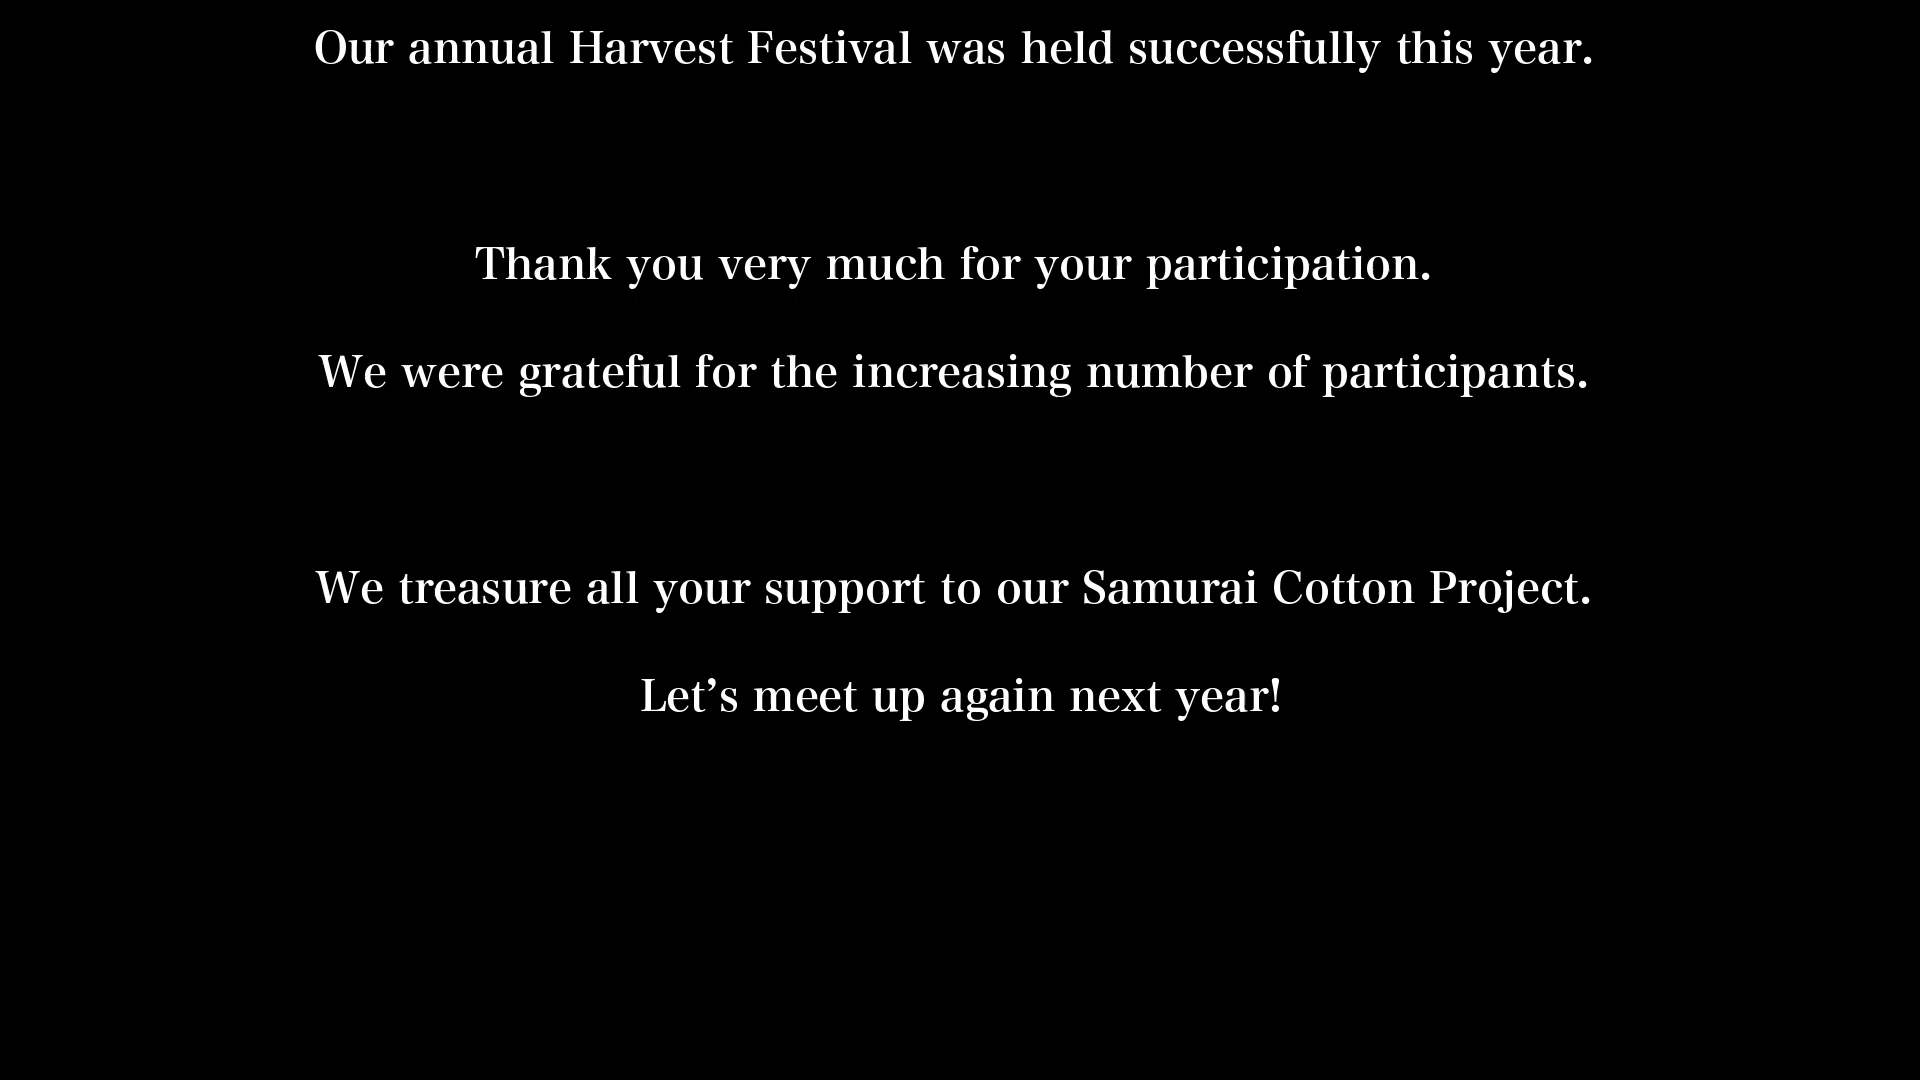 Our annual Harvest Festival was held successfully this year.
Thank you very much for your participation.
We were grateful for the increasing number of participants.
We treasure all your support to our Samurai Cotton Project.
Let’s meet up again next year!